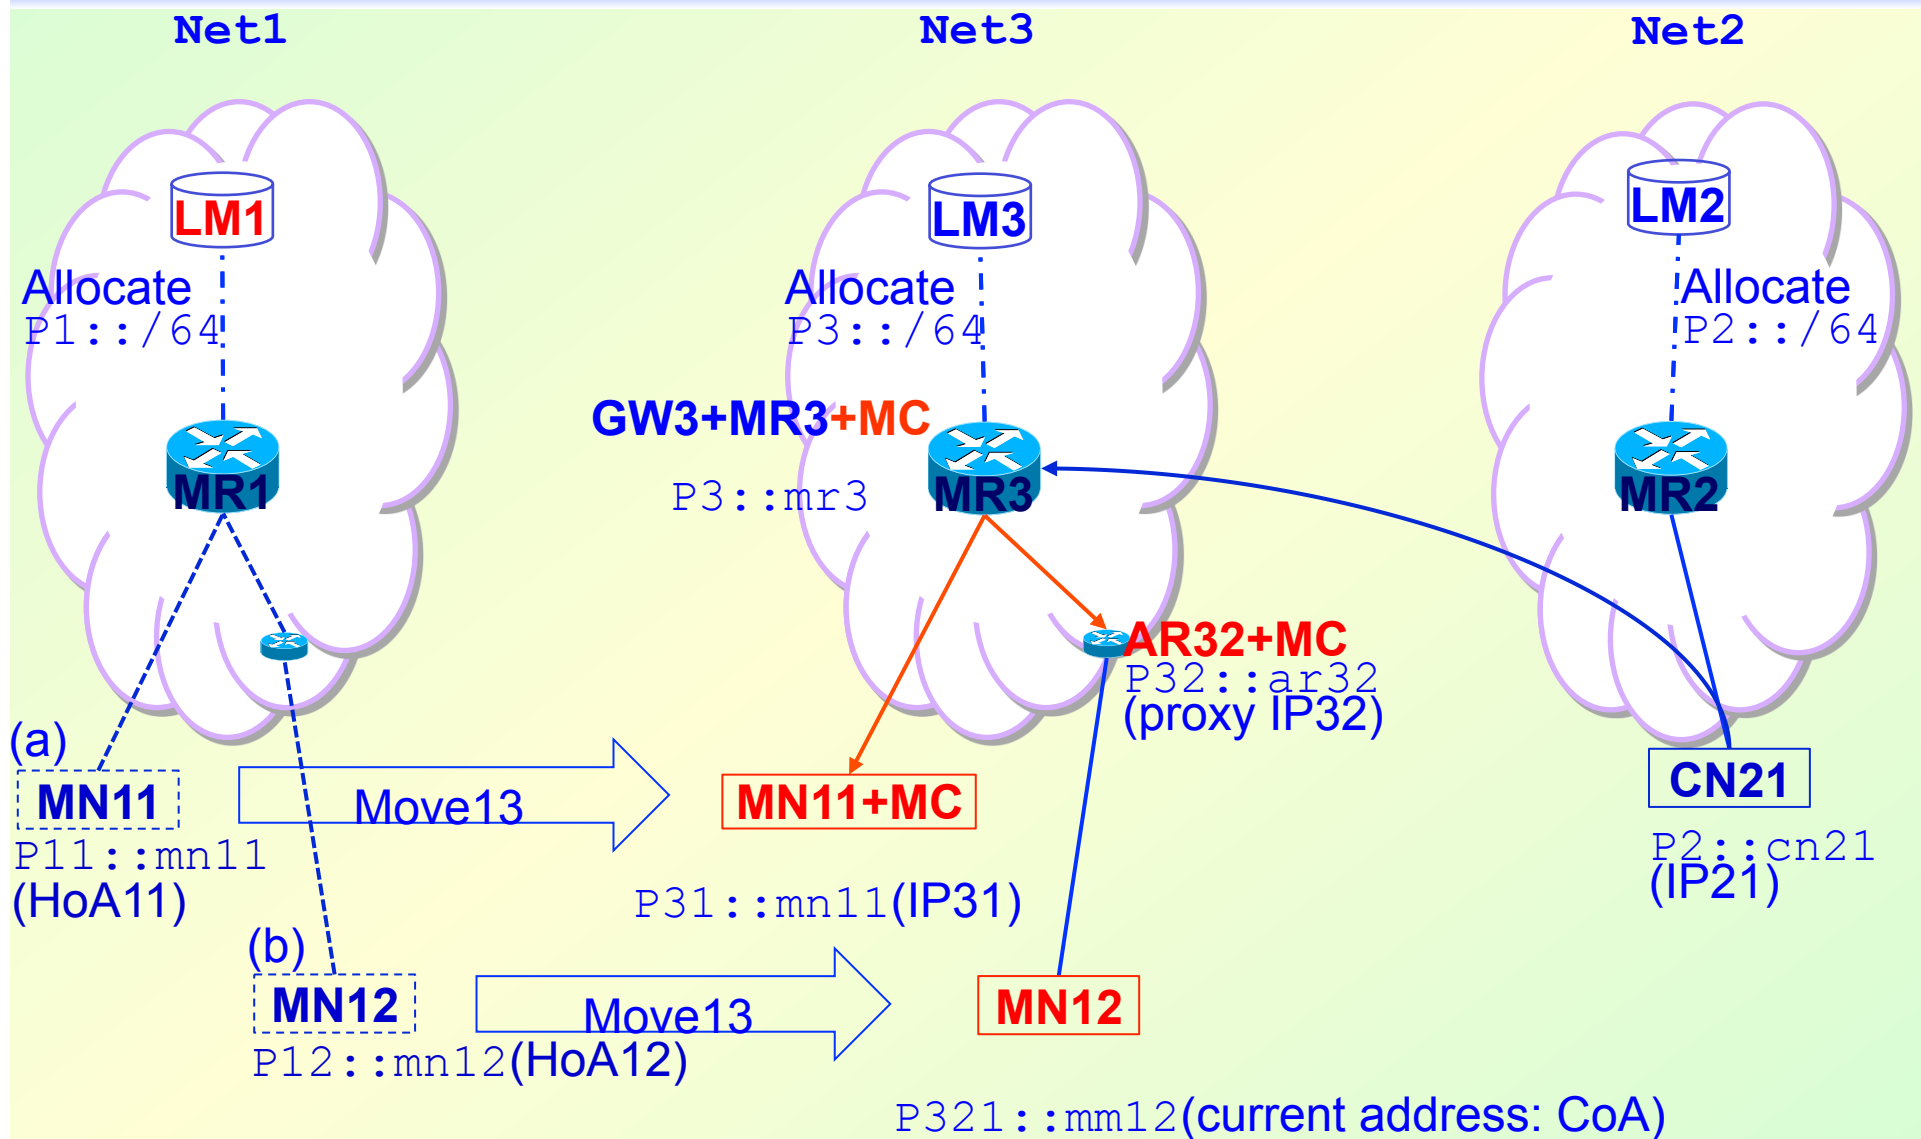 Net1 Net3 Net2
LM1 LM3 LM2
Allocate Allocate Allocate
P1::/64 P3::/64 P2::/64
GW3+MR3+MC
MR1 MR3 MR2
P3::mr3
AR32+MC
P32::ar32
(proxy IP32)
(a)
MN11 Move13 MN11+MC CN21
P11::mn11 P2::cn21
(HoA11) P31::mn11(IP31) (IP21)
(b)
MN12 Move13 MN12
P12::mn12(HoA12)
P321::mm12(current address: CoA)